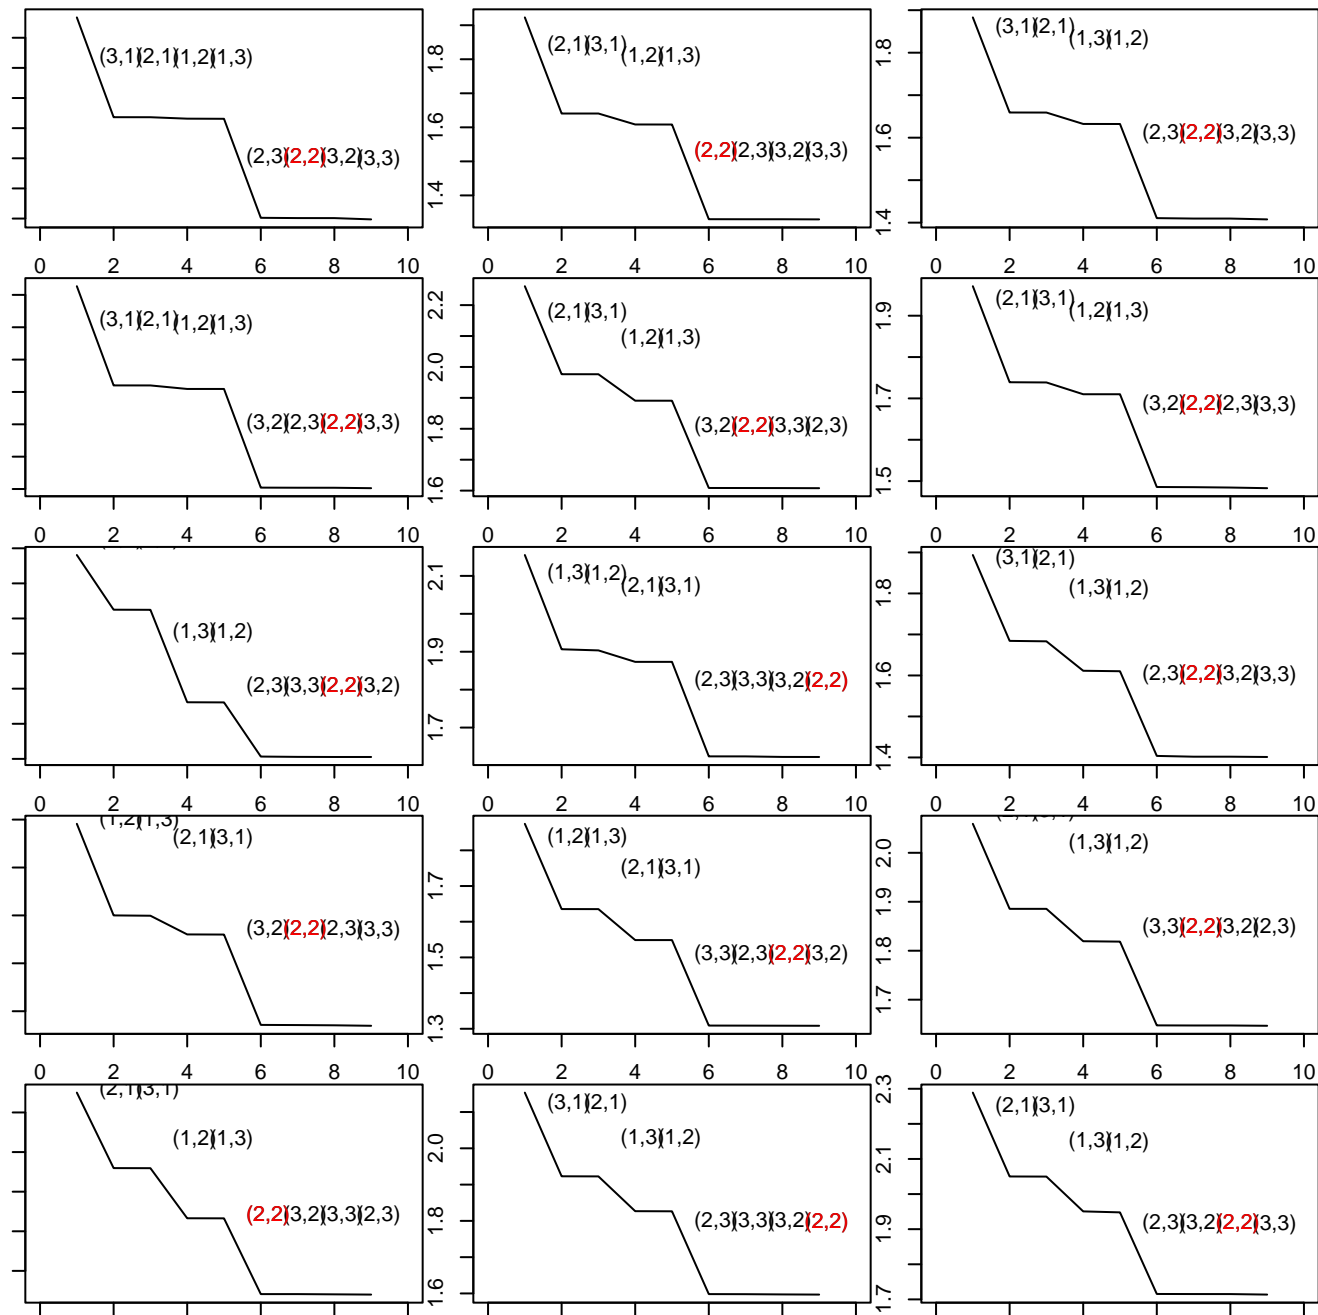 (3,1)(2,1)(1,2)(1,3)
(2,3)(2,2)(3,2)(3,3)
0 2 4 6 8 10
1.4 1.6 1.8
(2,1)(3,1)
(1,2)(1,3)
(2,2)(2,3)(3,2)(3,3)
0 2 4 6 8 10
1.4 1.6 1.8
(3,1)(2,1)
(1,3)(1,2)
(2,3)(2,2)(3,2)(3,3)
0 2 4 6 8 10
(3,1)(2,1)(1,2)(1,3)
(3,2)(2,3)(2,2)(3,3)
0 2 4 6 8 10
1.6 1.8 2.0 2.2
(2,1)(3,1)
(1,2)(1,3)
(3,2)(2,2)(3,3)(2,3)
0 2 4 6 8 10
1.5 1.7 1.9
(2,1)(3,1)
(1,2)(1,3)
(3,2)(2,2)(2,3)(3,3)
0 2 4 6 8 10
(1,3)(1,2)
(2,3)(3,3)(2,2)(3,2)
0 2 4 6 8 10
1.7 1.9 2.1
(1,3)(1,2)
(2,1)(3,1)
(2,3)(3,3)(3,2)(2,2)
0 2 4 6 8 10
1.4 1.6 1.8
(3,1)(2,1)
(1,3)(1,2)
(2,3)(2,2)(3,2)(3,3)
0 2 4 6 8 10
(1,2)(1,3)
(2,1)(3,1)
(3,2)(2,2)(2,3)(3,3)
0 2 4 6 8 10
1.3 1.5 1.7
(1,2)(1,3)
(2,1)(3,1)
(3,3)(2,3)(2,2)(3,2)
0 2 4 6 8 10
1.7 1.8 1.9 2.0
(1,3)(1,2)
(3,3)(2,2)(3,2)(2,3)
0 2 4 6 8 10
(2,1)(3,1)
(1,2)(1,3)
(2,2)(3,2)(3,3)(2,3)
1.6 1.8 2.0
(3,1)(2,1)
(1,3)(1,2)
(2,3)(3,3)(3,2)(2,2)
1.7 1.9 2.1 2.3
(2,1)(3,1)
(1,3)(1,2)
(2,3)(3,2)(2,2)(3,3)